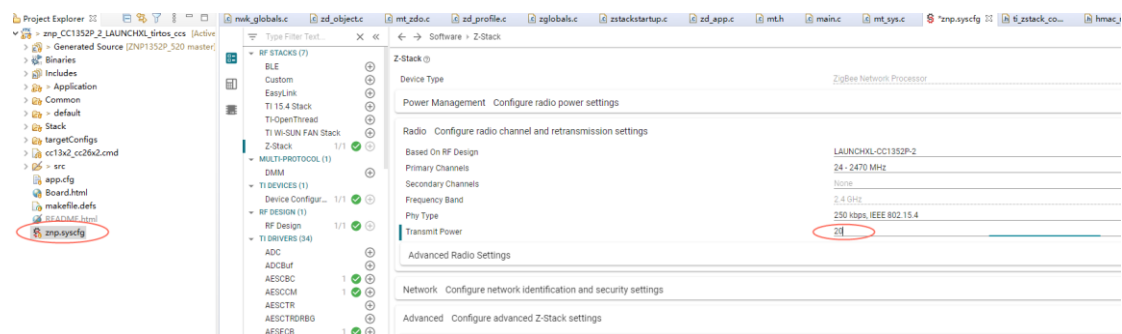 Project Explorer
nwk_globals.c
zd_object.c
mt_zdo.c
zd_profile.c
zglobals.c
zstackstartup.c
zd_app.c
mt.h
main.c
mt_sys.c
*znp.syscfg
ti_zstack_co...
hmac_
znp_CC1352P_2_LAUNCHXL_tirtos_ccs [Active
> Generated Source [ZNP1352P_520 master]
Binaries
Includes
> Application
Common
> default
Stack
targetConfigs
cc13x2_cc26x2.cmd
> src
app.cfg
Board.html
makefile.defs
README.html
znp.syscfg
Type Filter Text...
RF STACKS (7)
BLE
Custom
EasyLink
TI 15.4 Stack
TI-OpenThread
TI Wi-SUN FAN Stack
Z-Stack 1/1
MULTI-PROTOCOL (1)
DMM
TI DEVICES (1)
Device Configur... 1/1
RF DESIGN (1)
RF Design 1/1
TI DRIVERS (34)
ADC
ADCBuf
AESCBC 1
AESCCM 1
AESCTR
AESCTRDRBG
AESECB 1
Software > Z-Stack
Z-Stack
Device Type ZigBee Network Processor
Power Management Configure radio power settings
Radio Configure radio channel and retransmission settings
Based On RF Design LAUNCHXL-CC1352P-2
Primary Channels 24 - 2470 MHz
Secondary Channels None
Frequency Band 2.4 GHz
Phy Type 250 kbps, IEEE 802.15.4
Transmit Power 20
Advanced Radio Settings
Network Configure network identification and security settings
Advanced Configure advanced Z-Stack settings